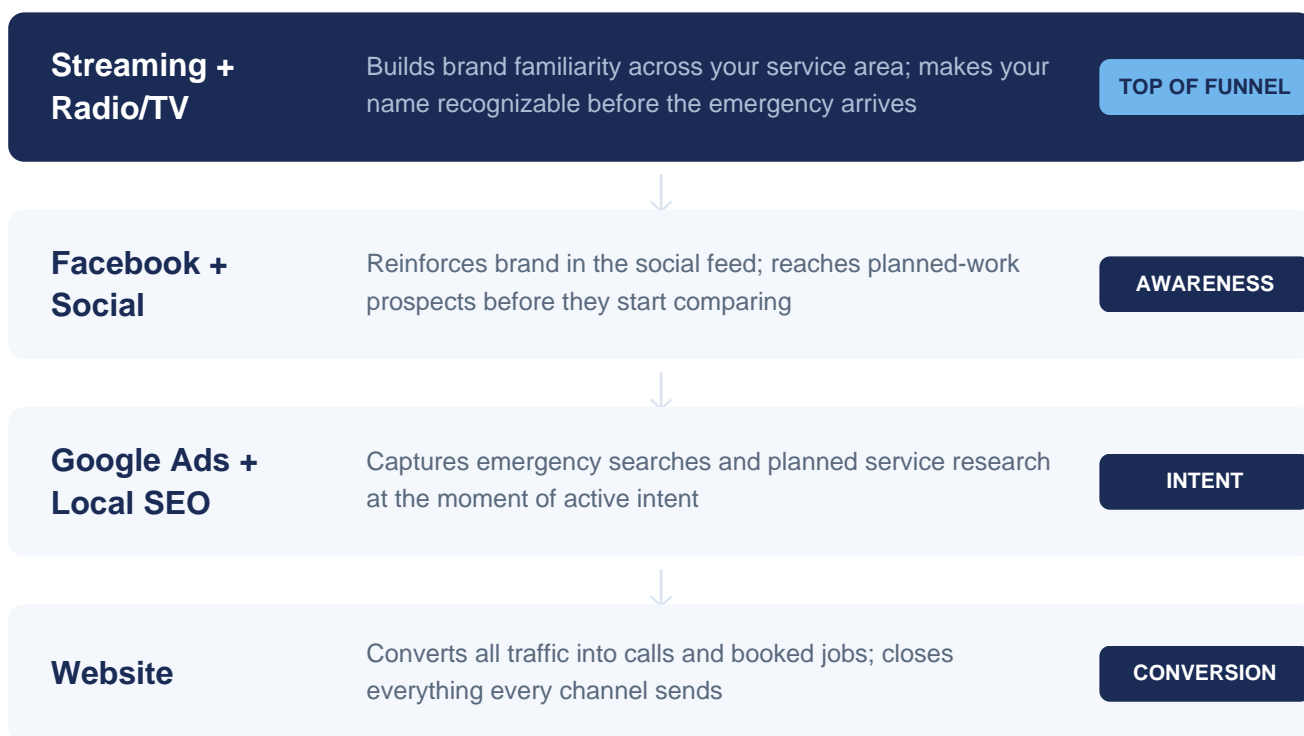 Streaming +
Radio/TV
Builds brand familiarity across your service area; makes your
name recognizable before the emergency arrives
TOP OF FUNNEL
Facebook +
Social
Reinforces brand in the social feed; reaches planned-work
prospects before they start comparing
AWARENESS
Google Ads +
Local SEO
Captures emergency searches and planned service research
at the moment of active intent
INTENT
Website
Converts all traffic into calls and booked jobs; closes
everything every channel sends
CONVERSION